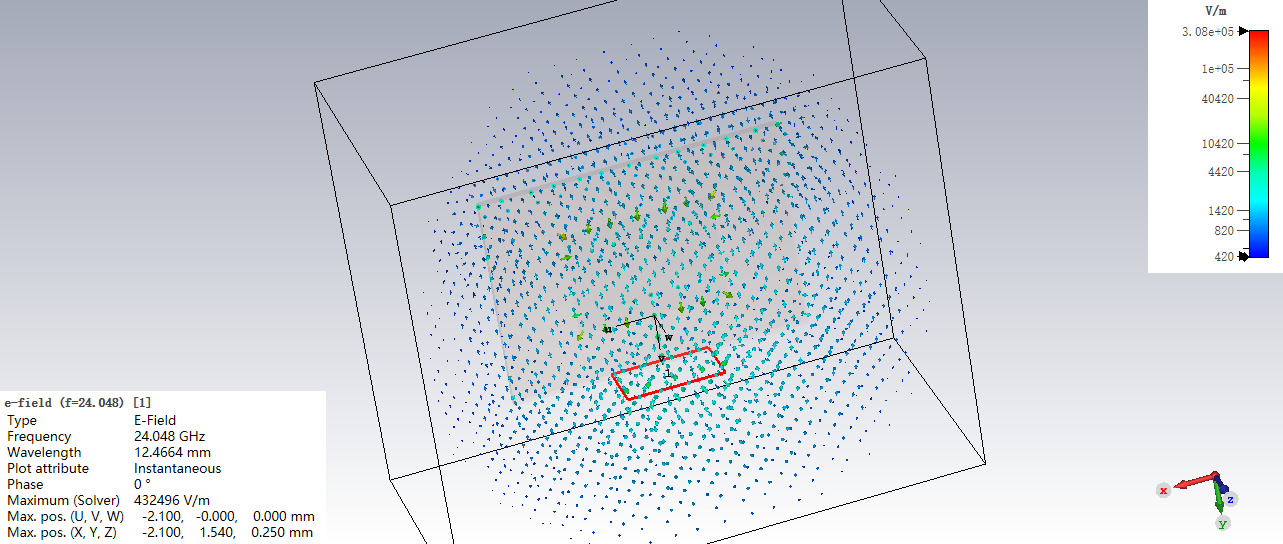 V/m
3.08e+05
1e+05
40420
10420
4420
1420
820
420
u
w
v
1
e-field (f=24.048) [1]
Type E-Field
Frequency 24.048 GHz
Wavelength 12.4664 mm
Plot attribute Instantaneous
Phase 0 °
Maximum (Solver) 432496 V/m
Max. pos. (U, V, W) -2.100, -0.000, 0.000 mm
Max. pos. (X, Y, Z) -2.100, 1.540, 0.250 mm
x
z
y